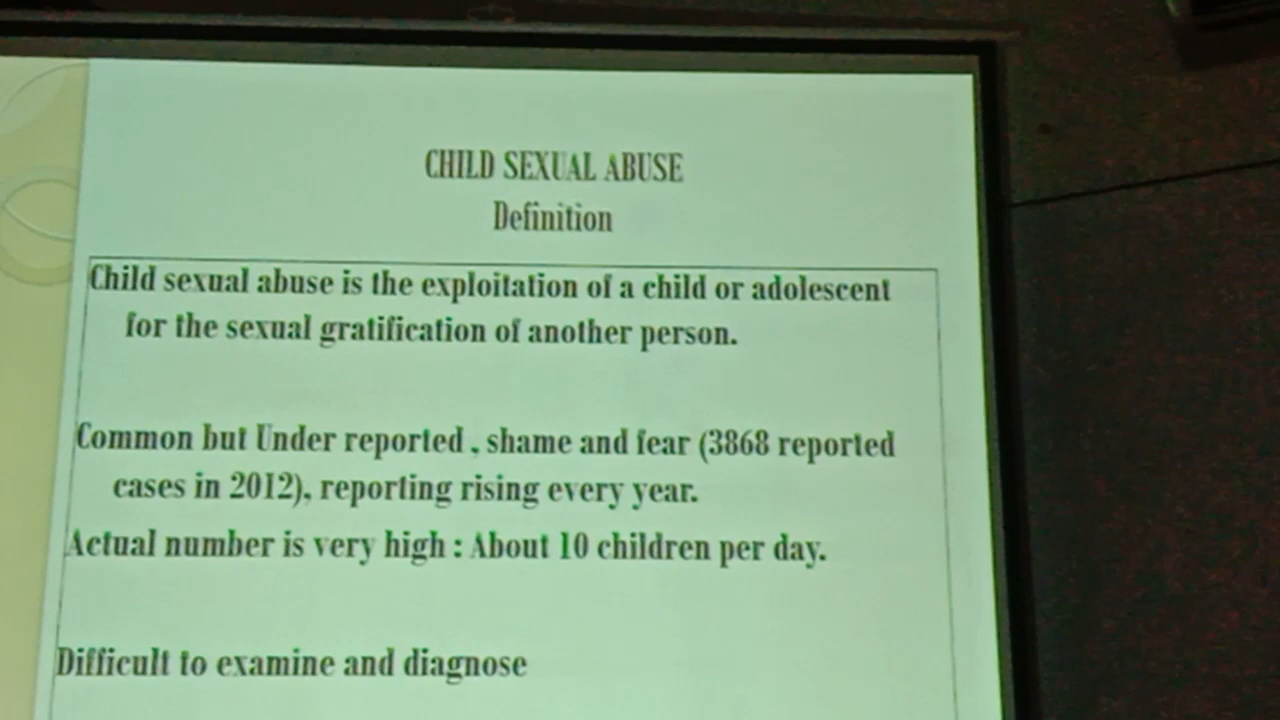 CHILD SEXUAL ABUSE
Definition
Child sexual abuse is the exploitation of a child or adolescent
for the sexual gratification of another person.
Common but Under reported , shame and fear (3868 reported
cases in 2012), reporting rising every year.
Actual number is very high : About 10 children per day.
Difficult to examine and diagnose